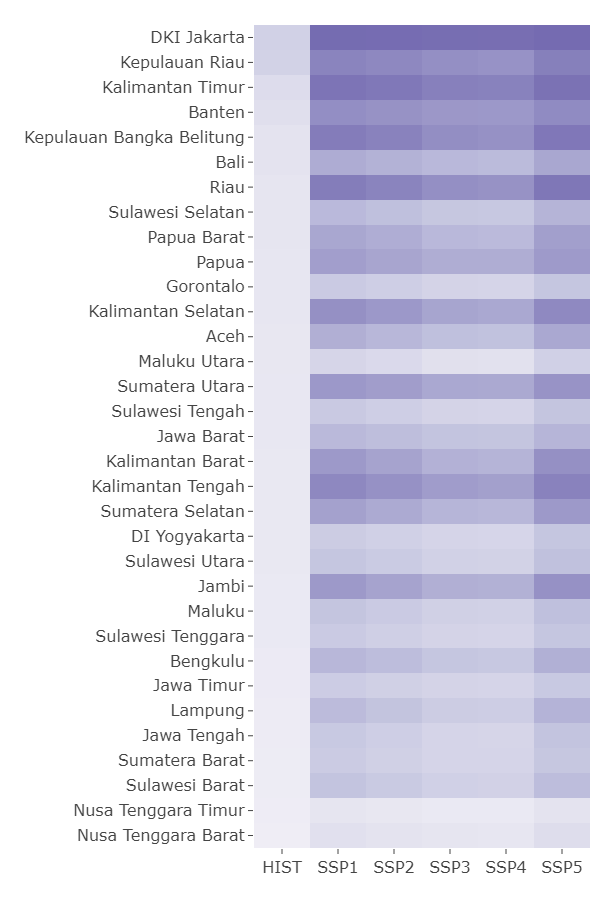 DKI Jakarta
Kepulauan Riau
Kalimantan Timur
Banten
Kepulauan Bangka Belitung
Bali
Riau
Sulawesi Selatan
Papua Barat
Papua
Gorontalo
Kalimantan Selatan
Aceh
Maluku Utara
Sumatera Utara
Sulawesi Tengah
Jawa Barat
Kalimantan Barat
Kalimantan Tengah
Sumatera Selatan
DI Yogyakarta
Sulawesi Utara
Jambi
Maluku
Sulawesi Tenggara
Bengkulu
Jawa Timur
Lampung
Jawa Tengah
Sumatera Barat
Sulawesi Barat
Nusa Tenggara Timur
Nusa Tenggara Barat
HIST SSP1 SSP2 SSP3 SSP4 SSP5